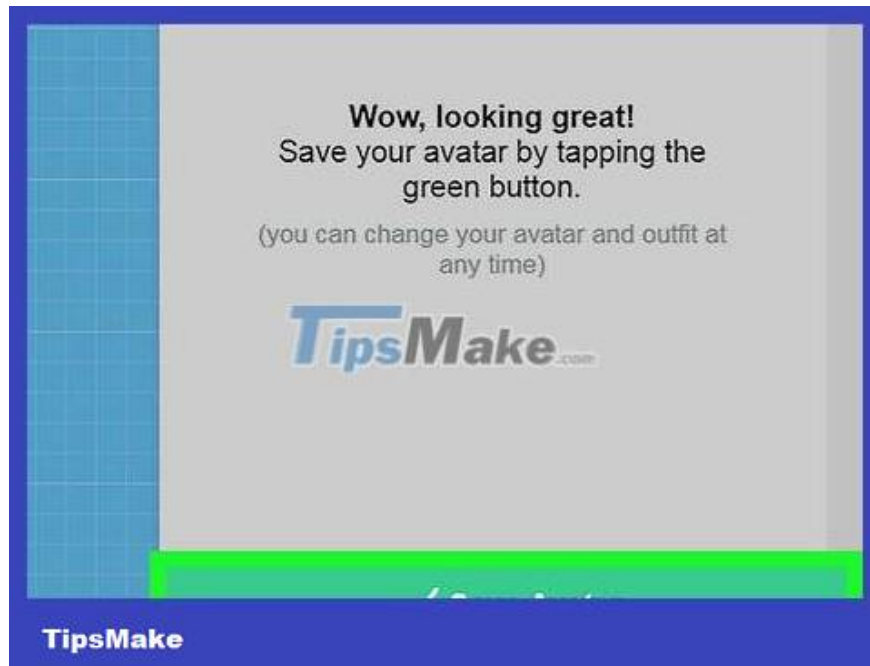 Wow, looking great!
Save your avatar by tapping the
green button.
(you can change your avatar and outfit at
any time)
TipsMake.com
TipsMake